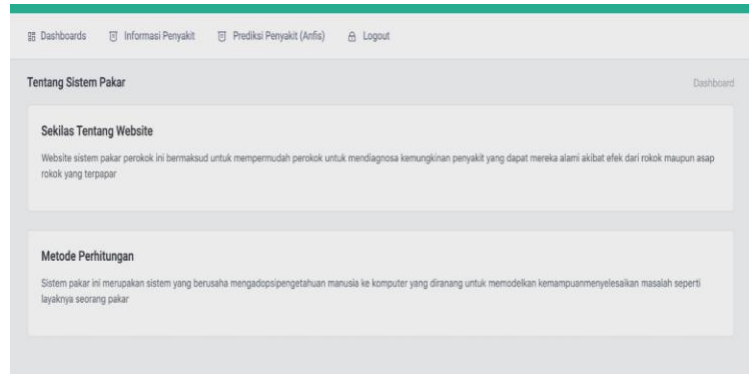 Dashboards Informasi Penyakit Prediksi Penyakit (Anfis) Logout
Tentang Sistem Pakar Dashboard
Sekilas Tentang Website
Website sistem pakar perokok ini bermaksud untuk mempermudah perokok untuk mendiagnosa kemungkinan penyakit yang dapat mereka alami akibat efek dari rokok maupun asap
rokok yang terpapar
Metode Perhitungan
Sistem pakar ini merupakan sistem yang berusaha mengadopsipengetahuan manusia ke komputer yang diranang untuk memodelkan kemampuanmenyelesaikan masalah seperti
layaknya seorang pakar